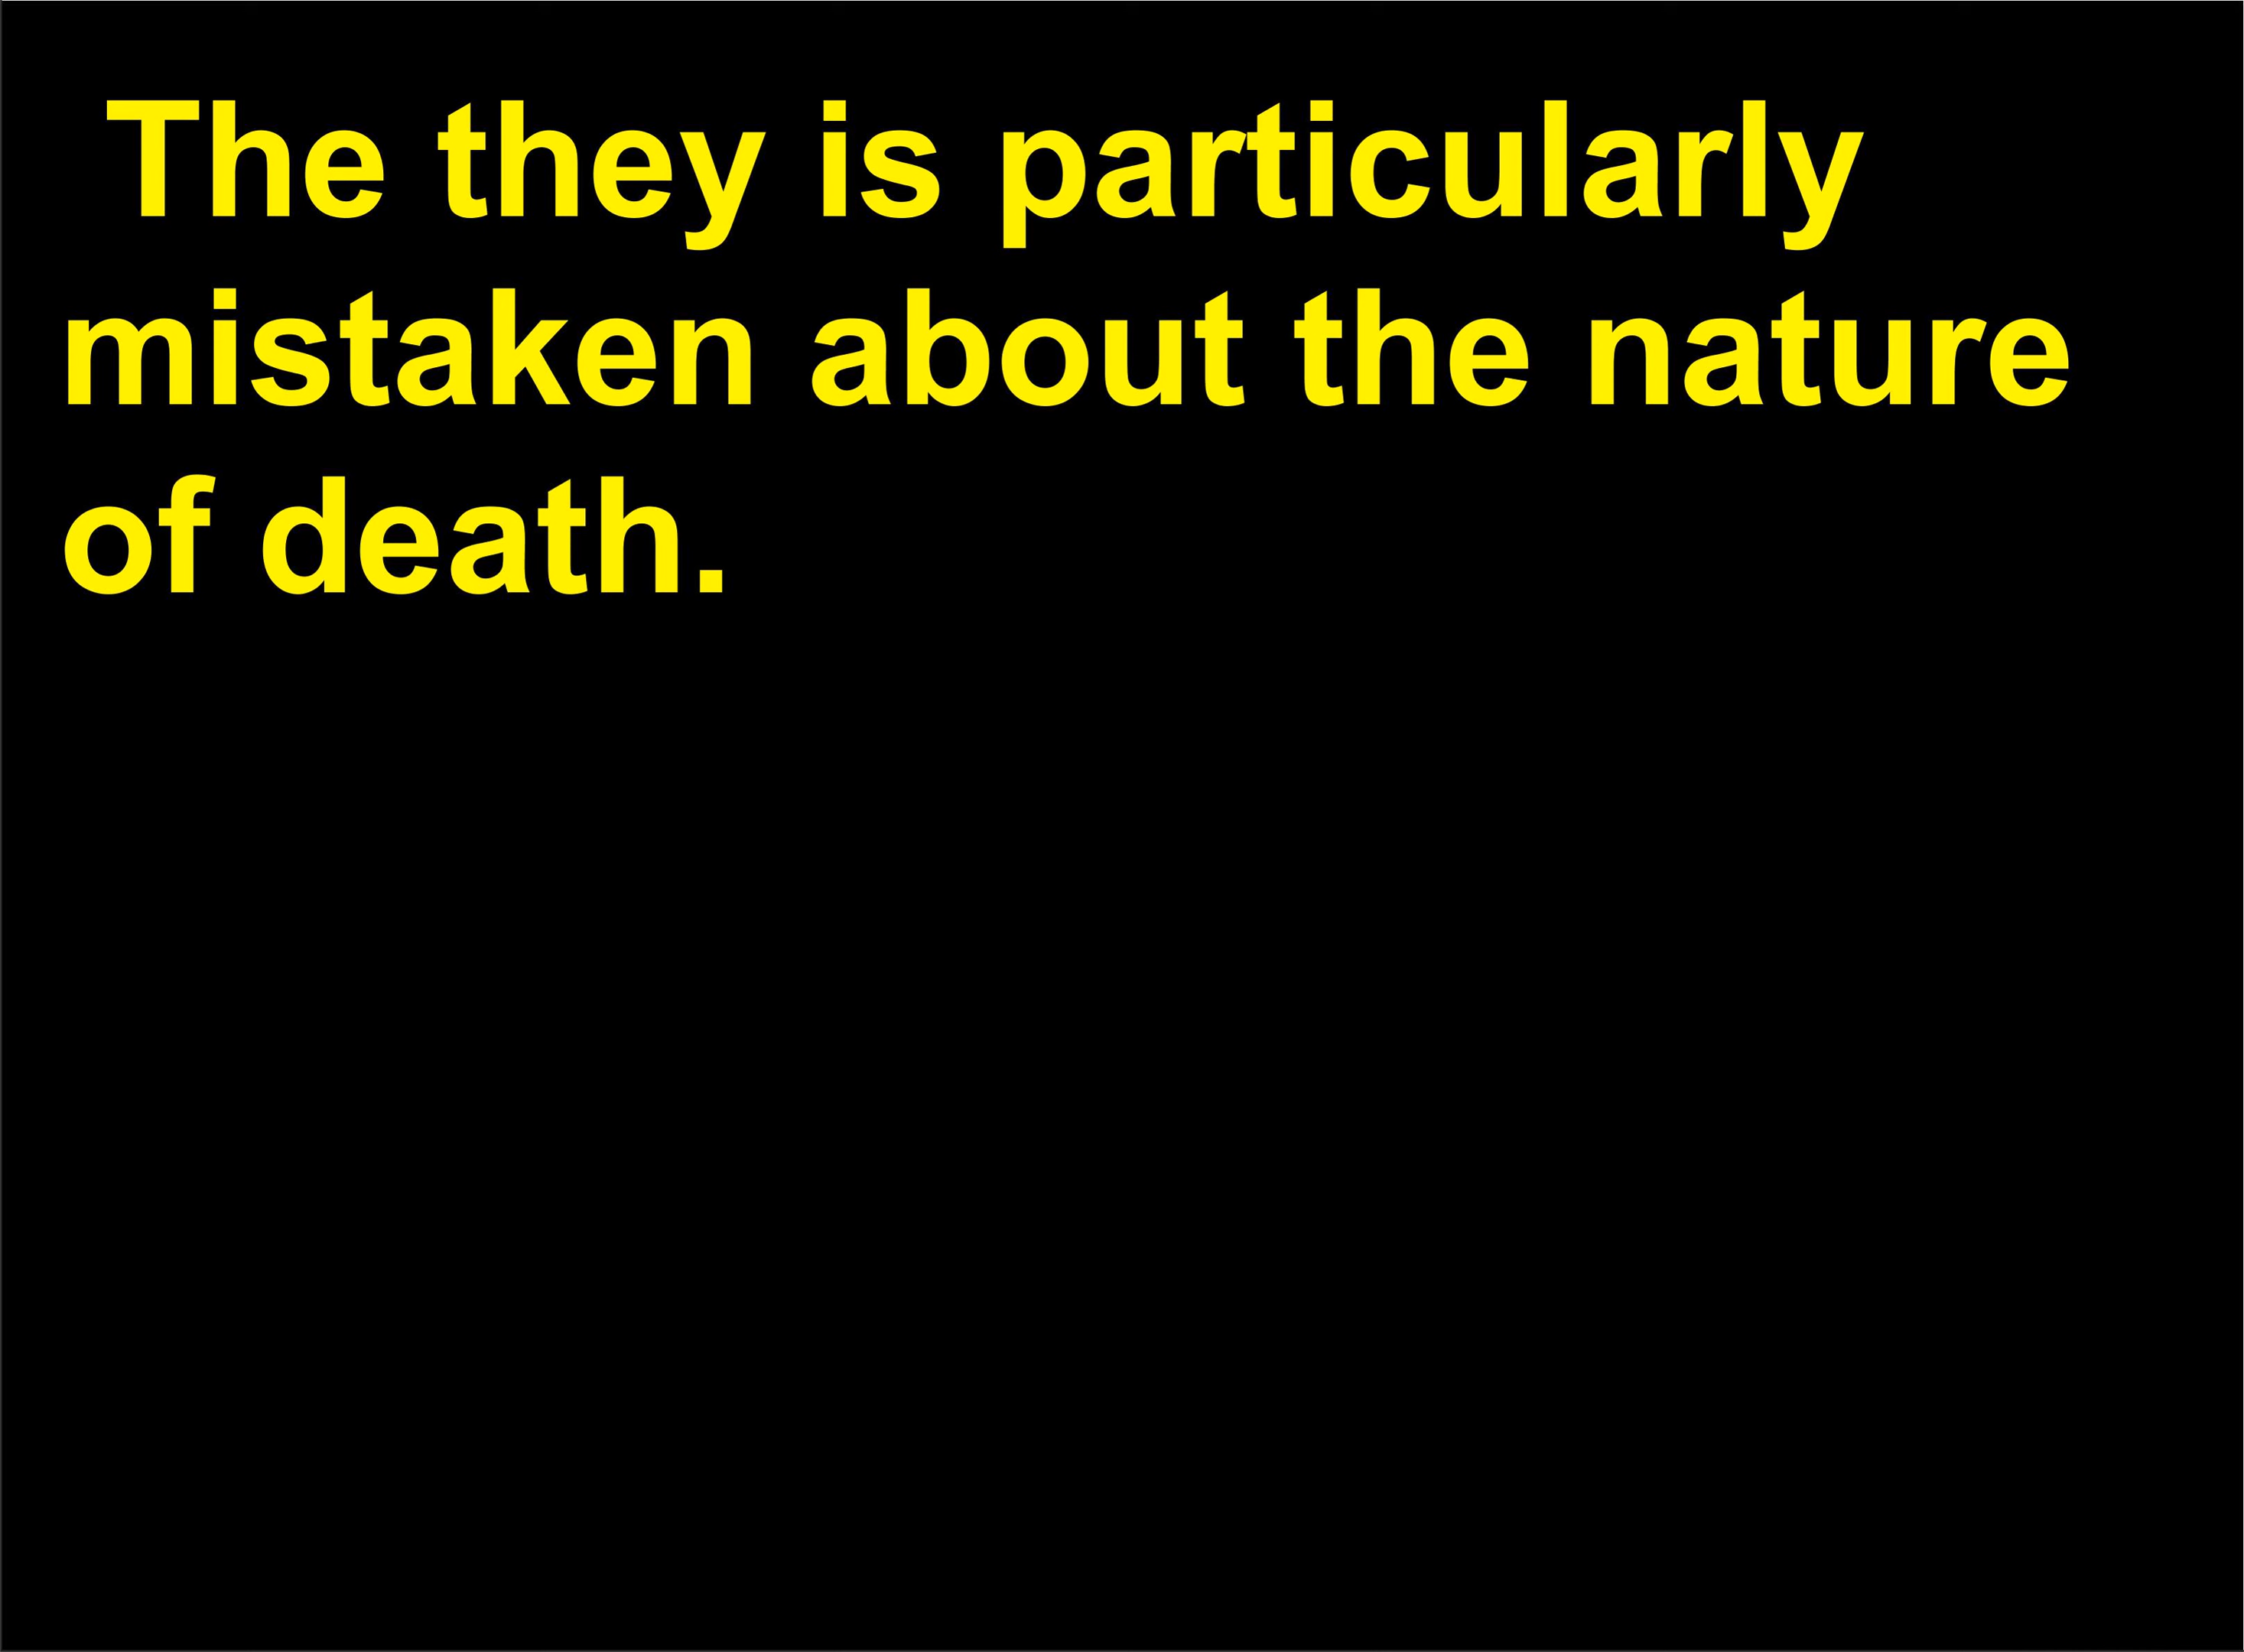 The they is particularly
mistaken about the nature
of death.